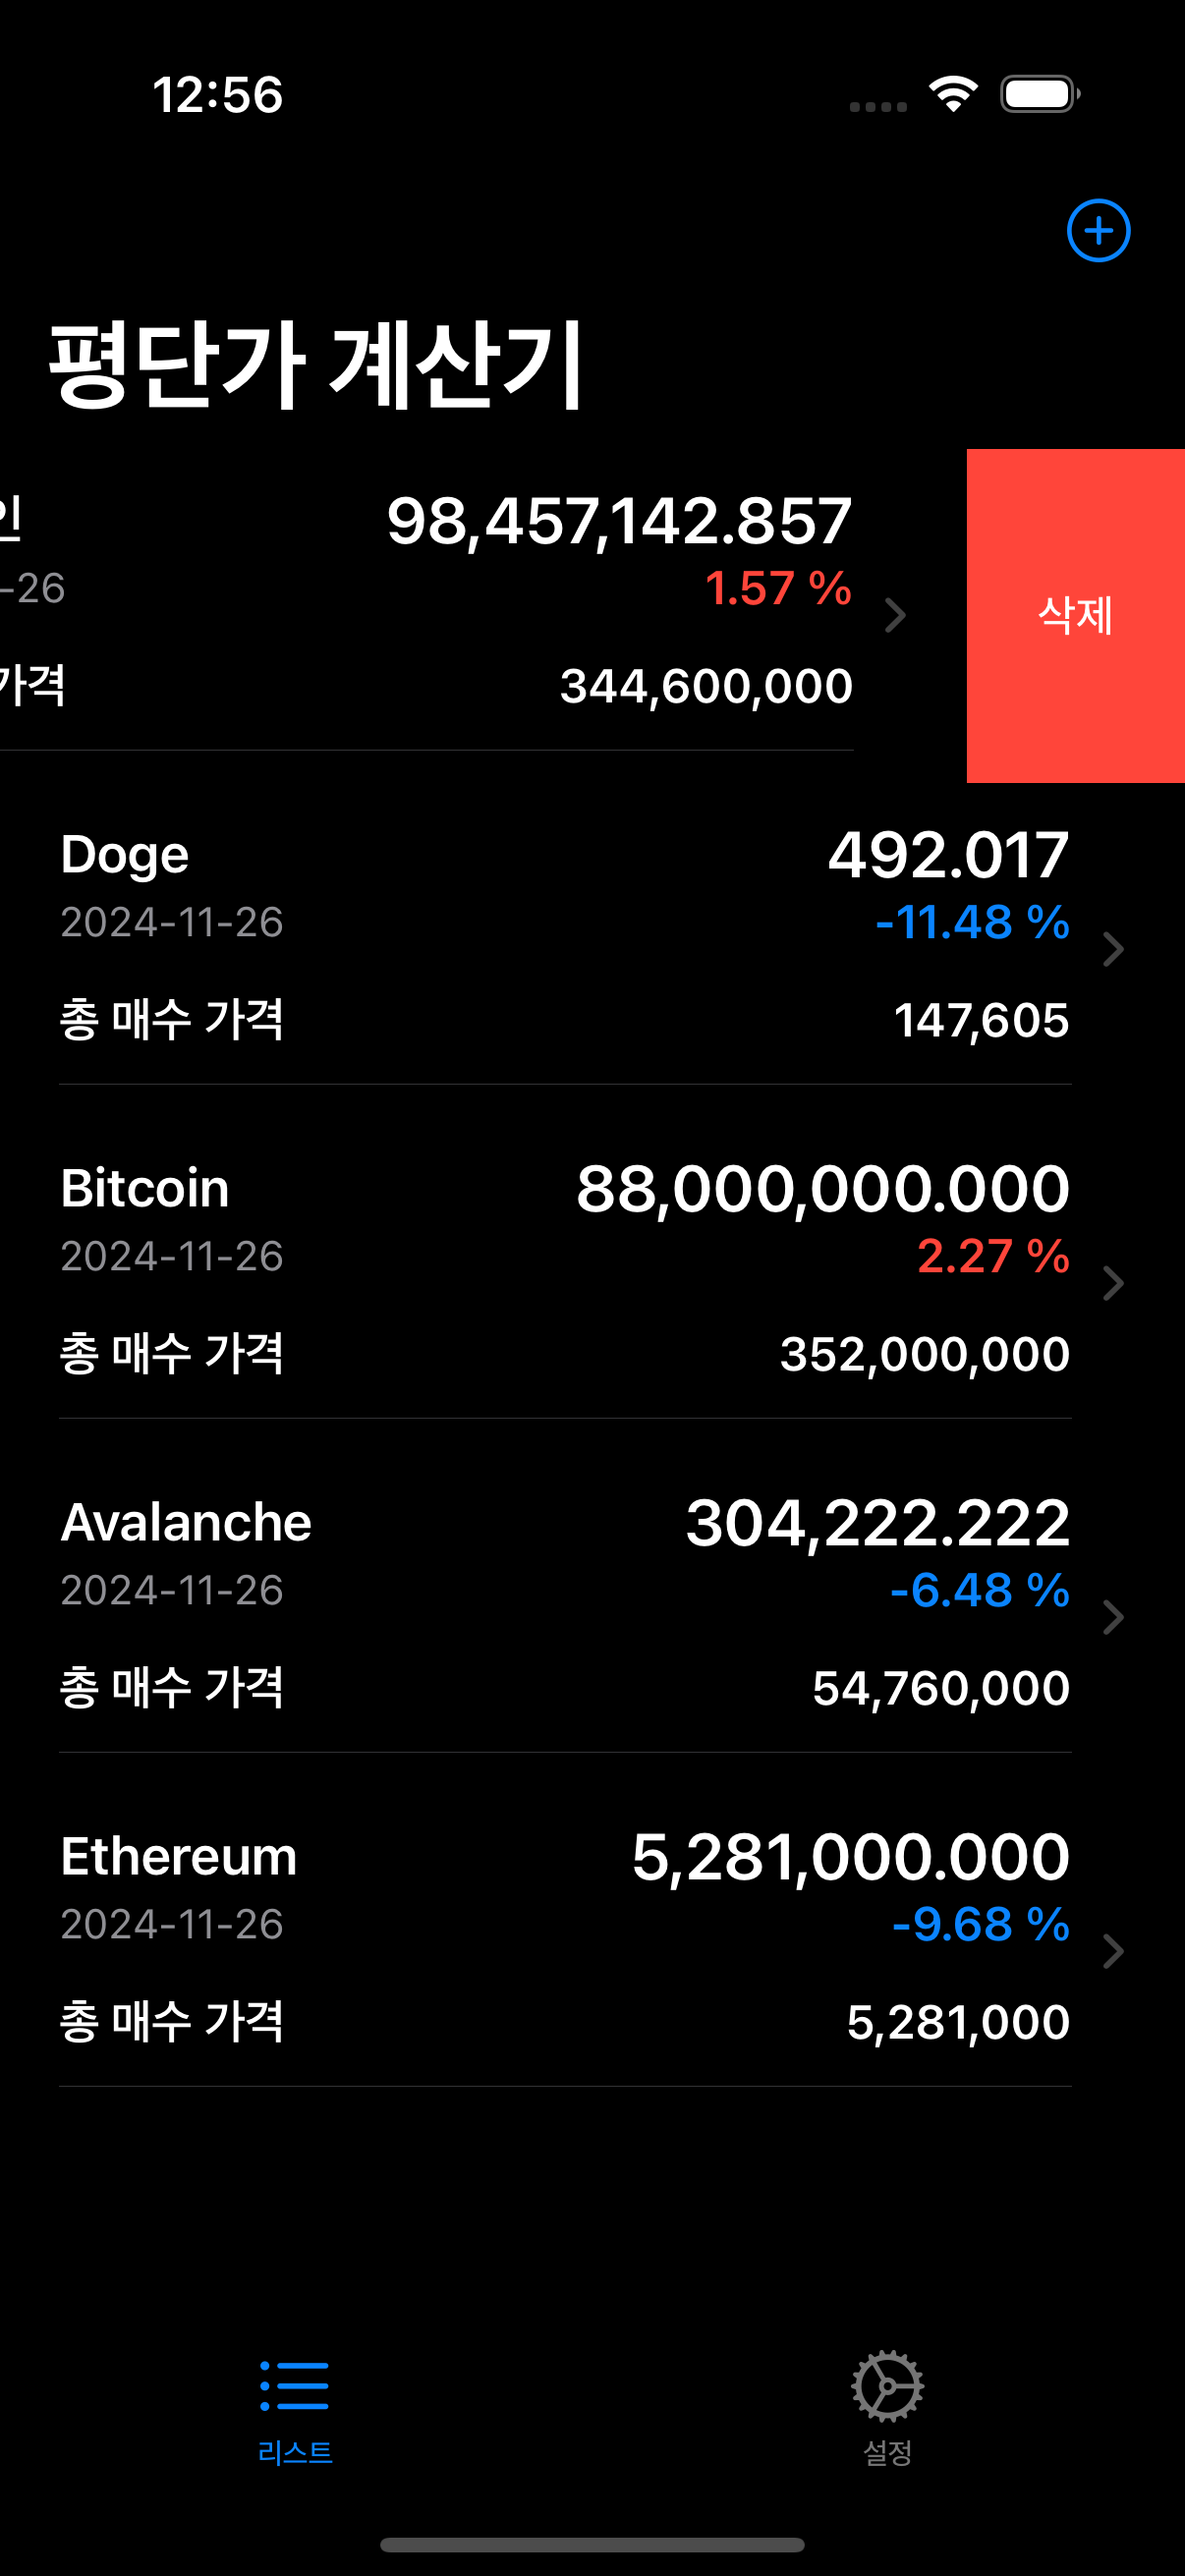 12:56
평단가 계산기
인 98,457,142.857
-26 1.57 %
가격 344,600,000
삭제
Doge 492.017
2024-11-26 -11.48 %
총 매수 가격 147,605
Bitcoin 88,000,000.000
2024-11-26 2.27 %
총 매수 가격 352,000,000
Avalanche 304,222.222
2024-11-26 -6.48 %
총 매수 가격 54,760,000
Ethereum 5,281,000.000
2024-11-26 -9.68 %
총 매수 가격 5,281,000
리스트 설정